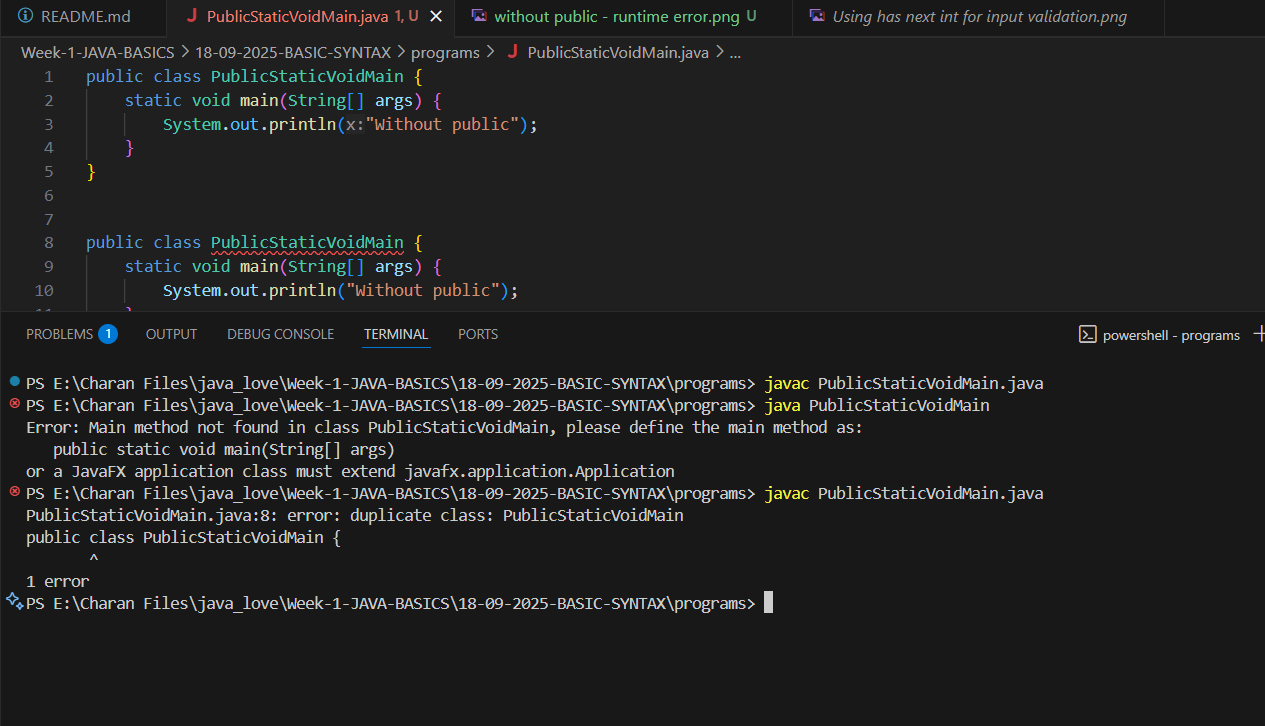 README.md
PublicStaticVoidMain.java 1, U
without public - runtime error.png U
Using has next int for input validation.png
Week-1-JAVA-BASICS > 18-09-2025-BASIC-SYNTAX > programs > J PublicStaticVoidMain.java > ...
1 public class PublicStaticVoidMain {
2     static void main(String[] args) {
3         System.out.println(x:"Without public");
4     }
5 }
6
7
8 public class PublicStaticVoidMain {
9     static void main(String[] args) {
10         System.out.println("Without public");
11     }
PROBLEMS 1 OUTPUT DEBUG CONSOLE TERMINAL PORTS powershell - programs +
PS E:\Charan Files\java_love\Week-1-JAVA-BASICS\18-09-2025-BASIC-SYNTAX\programs> javac PublicStaticVoidMain.java
PS E:\Charan Files\java_love\Week-1-JAVA-BASICS\18-09-2025-BASIC-SYNTAX\programs> java PublicStaticVoidMain
Error: Main method not found in class PublicStaticVoidMain, please define the main method as:
   public static void main(String[] args)
or a JavaFX application class must extend javafx.application.Application
PS E:\Charan Files\java_love\Week-1-JAVA-BASICS\18-09-2025-BASIC-SYNTAX\programs> javac PublicStaticVoidMain.java
PublicStaticVoidMain.java:8: error: duplicate class: PublicStaticVoidMain
public class PublicStaticVoidMain {
       ^
1 error
PS E:\Charan Files\java_love\Week-1-JAVA-BASICS\18-09-2025-BASIC-SYNTAX\programs>